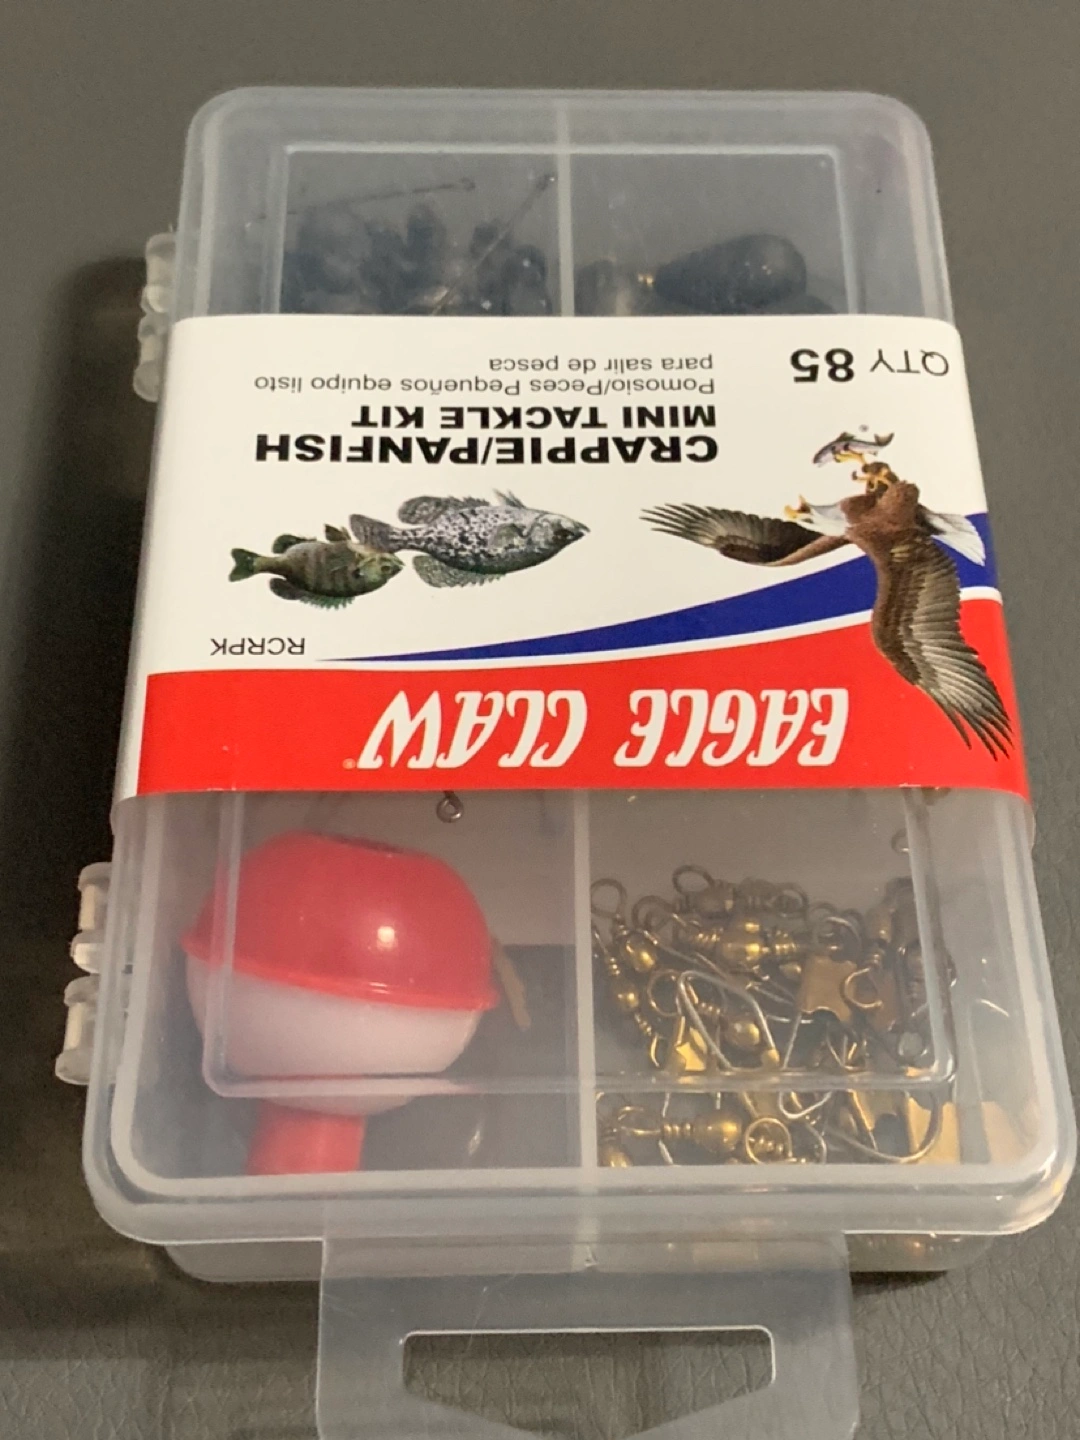 EAGLE CLAW®
RCRPK
®
CRAPPIE/PANFISH
MINI TACKLE KIT
Pomosio/Peces Pequeños equipo listo
para salir de pesca
QTY 85